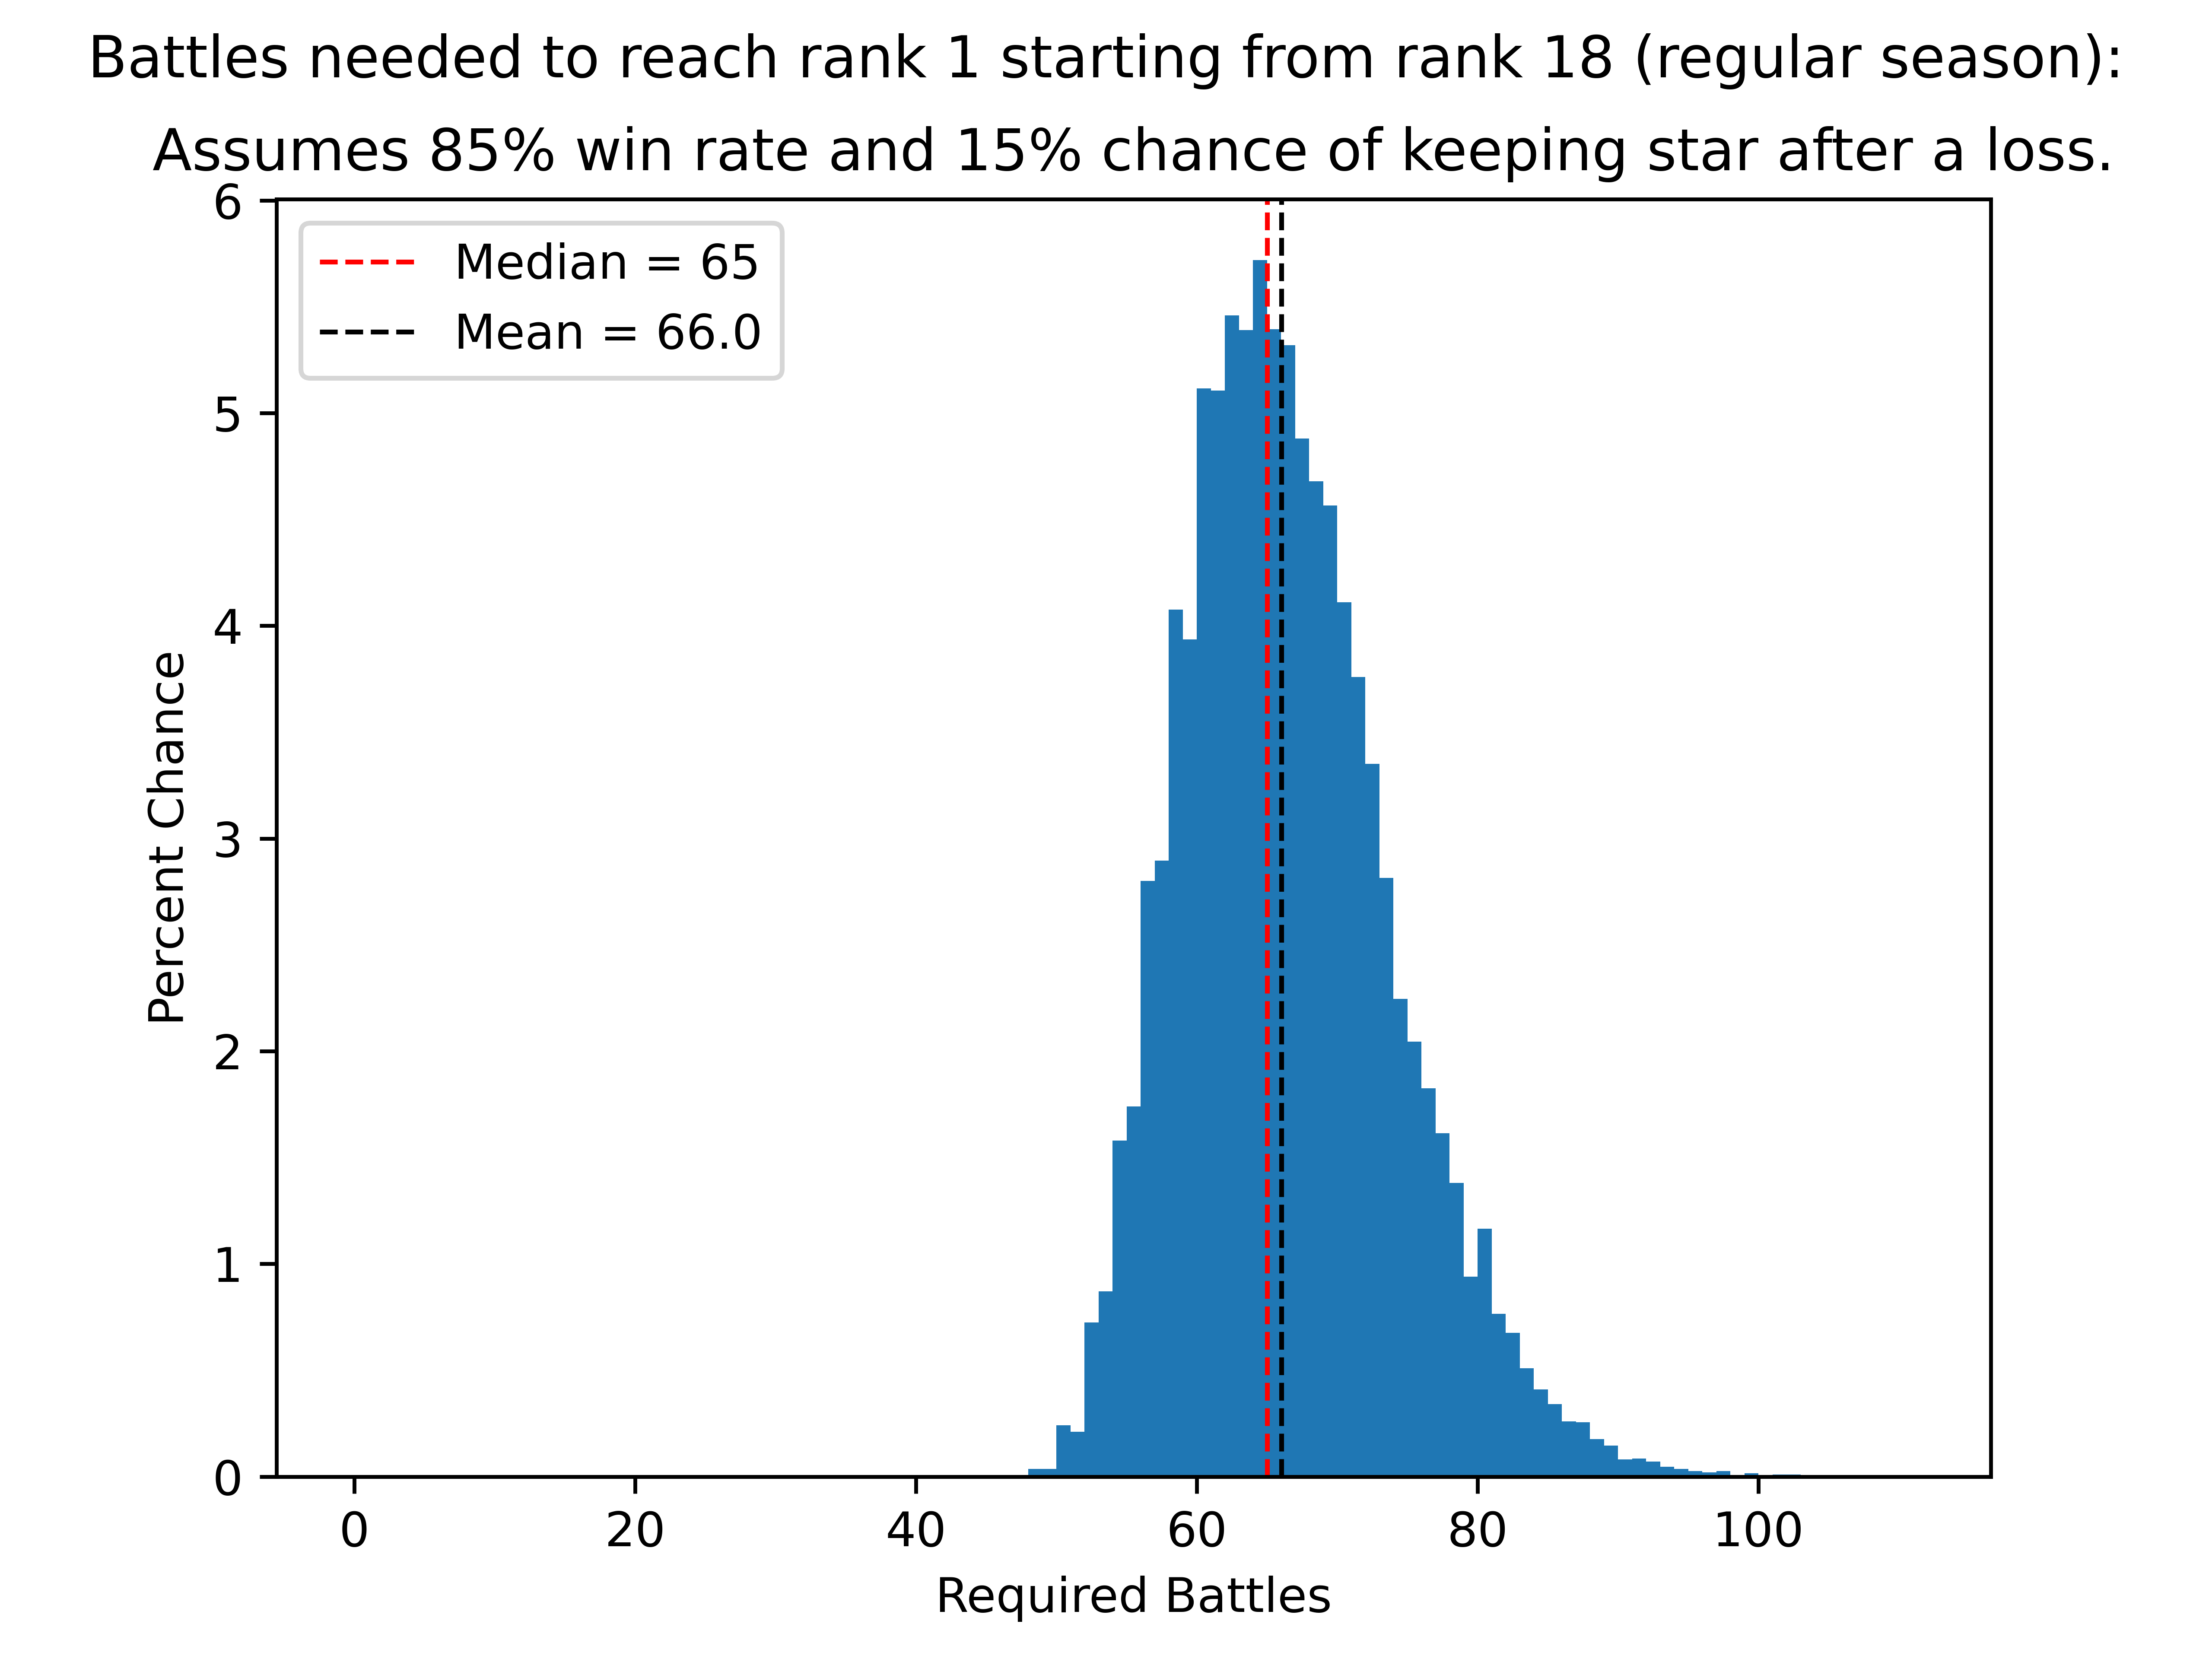 Battles needed to reach rank 1 starting from rank 18 (regular season):
Assumes 85% win rate and 15% chance of keeping star after a loss.
Median = 65
Mean = 66.0
6
5
4
3
2
1
0
Percent Chance
0 20 40 60 80 100
Required Battles